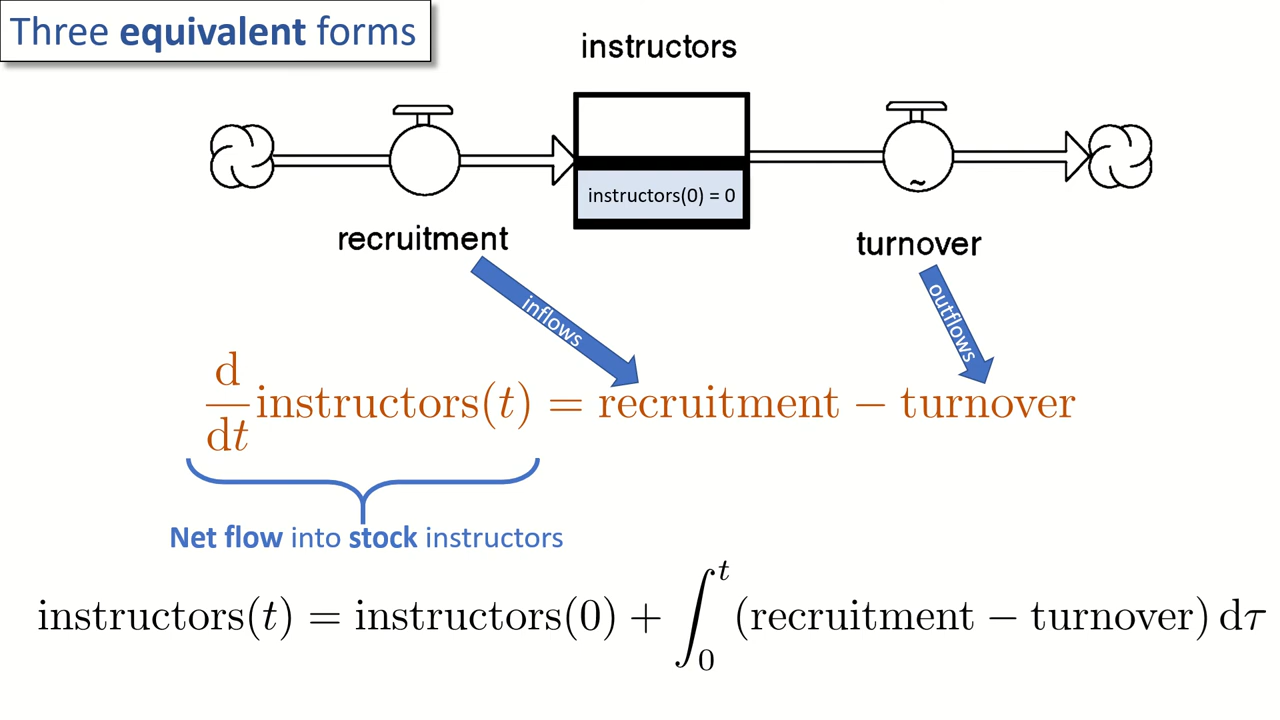 Three equivalent forms
instructors
instructors(0) = 0
~
recruitment
turnover
inflows
outflows
d/dt instructors(t) = recruitment − turnover
Net flow into stock instructors
instructors(t) = instructors(0) + ∫₀ᵗ (recruitment − turnover) dτ